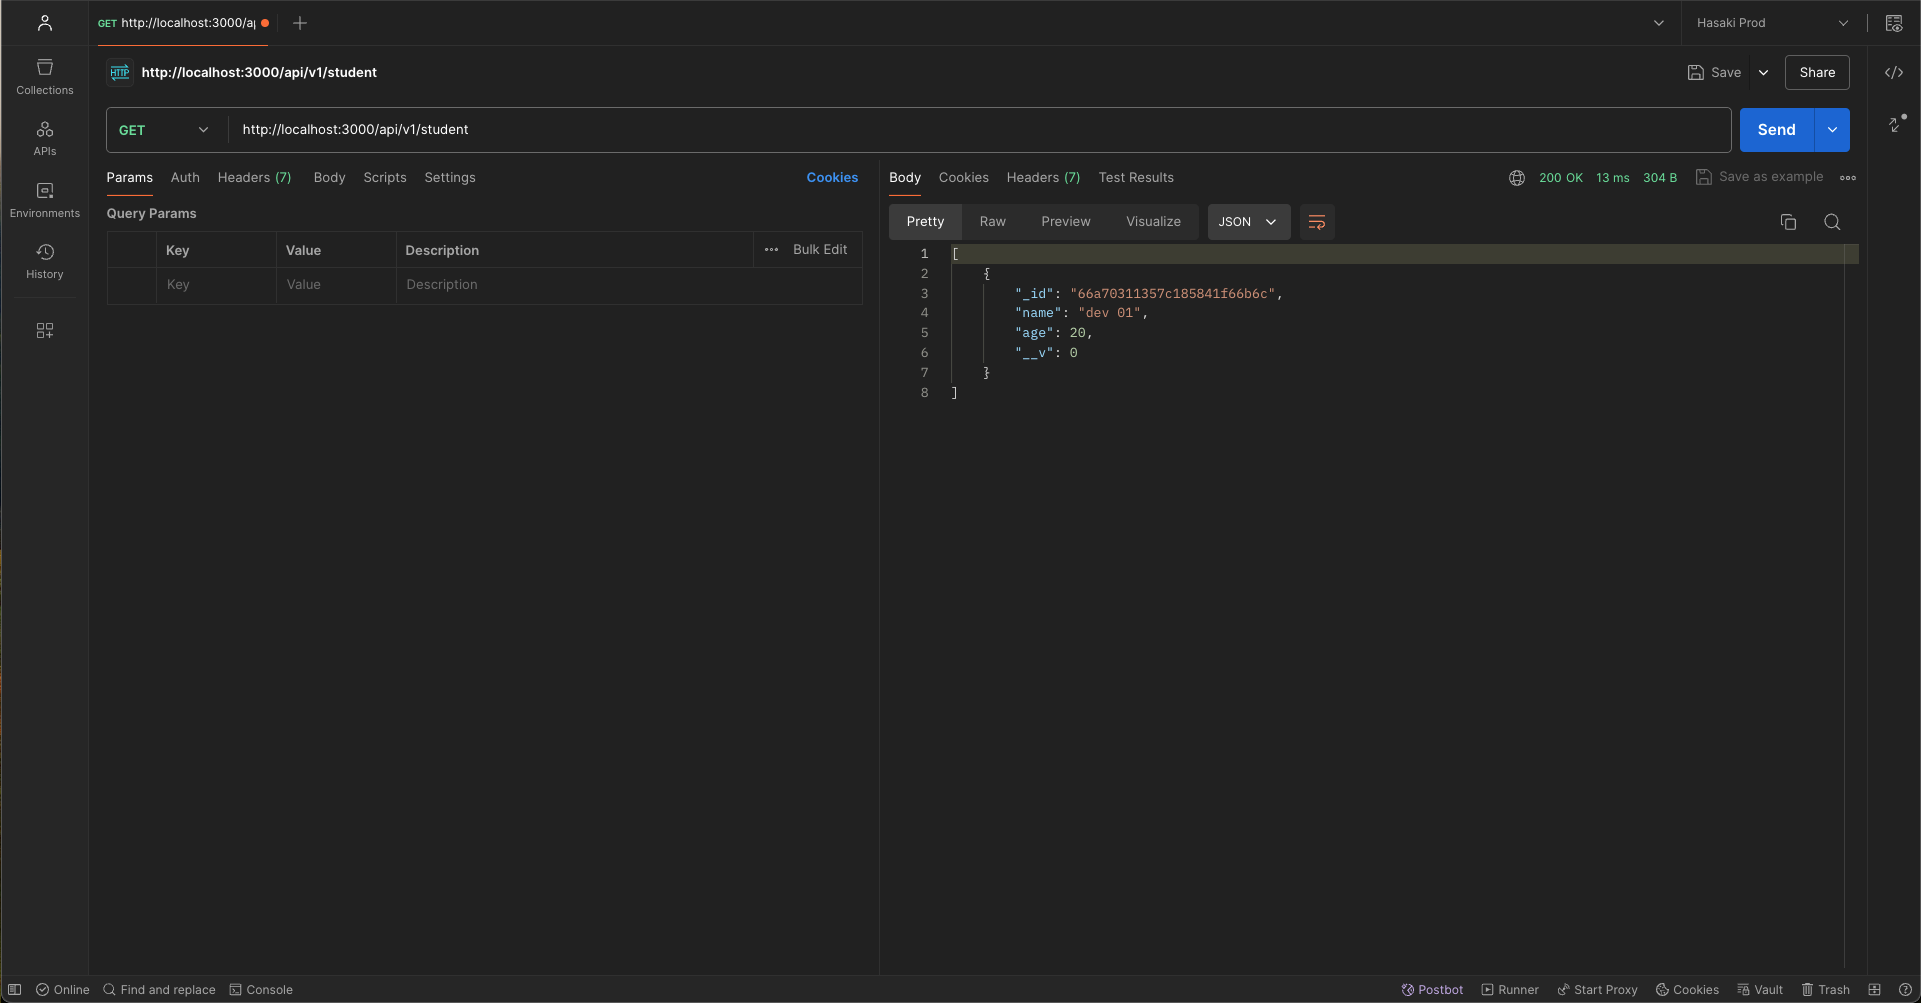 GET http://localhost:3000/a
Hasaki Prod
Collections
APIs
Environments
History
HTTP http://localhost:3000/api/v1/student
Save
Share
GET http://localhost:3000/api/v1/student
Send
Params Auth Headers (7) Body Scripts Settings Cookies
Query Params
Key Value Description ••• Bulk Edit
Key Value Description
Body Cookies Headers (7) Test Results
200 OK 13 ms 304 B Save as example •••
Pretty Raw Preview Visualize JSON
1 [
2 {
3 "_id": "66a70311357c185841f66b6c",
4 "name": "dev 01",
5 "age": 20,
6 "__v": 0
7 }
8 ]
Online Find and replace Console
Postbot Runner Start Proxy Cookies Vault Trash